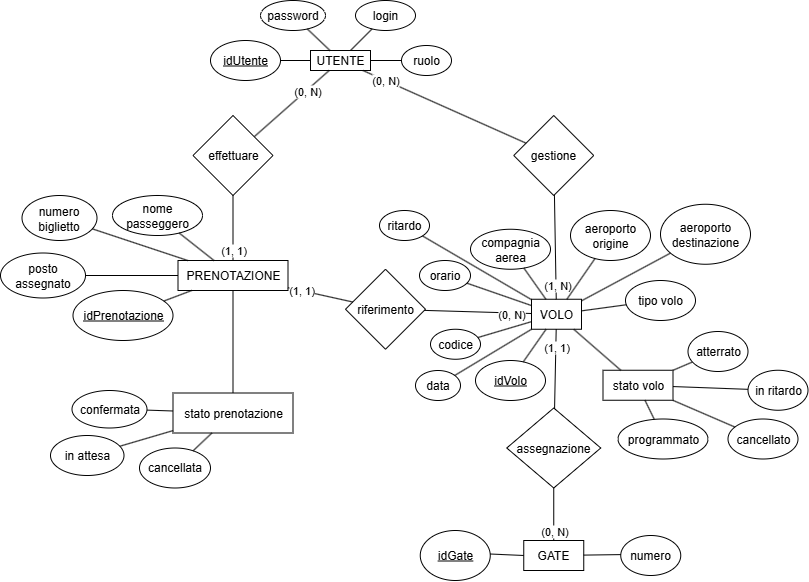 password
login
idUtente
UTENTE
ruolo
(0, N)
(0, N)
effettuare
gestione
numero
biglietto
nome
passeggero
ritardo
compagnia
aerea
aeroporto
origine
aeroporto
destinazione
(1, 1)
posto
assegnato
PRENOTAZIONE
orario
(1, 1)
(1, N)
tipo volo
idPrenotazione
riferimento
(0, N)
VOLO
codice
(1, 1)
atterrato
data
idVolo
stato volo
in ritardo
confermata
stato prenotazione
programmato
cancellato
in attesa
cancellata
assegnazione
(0, N)
idGate
GATE
numero